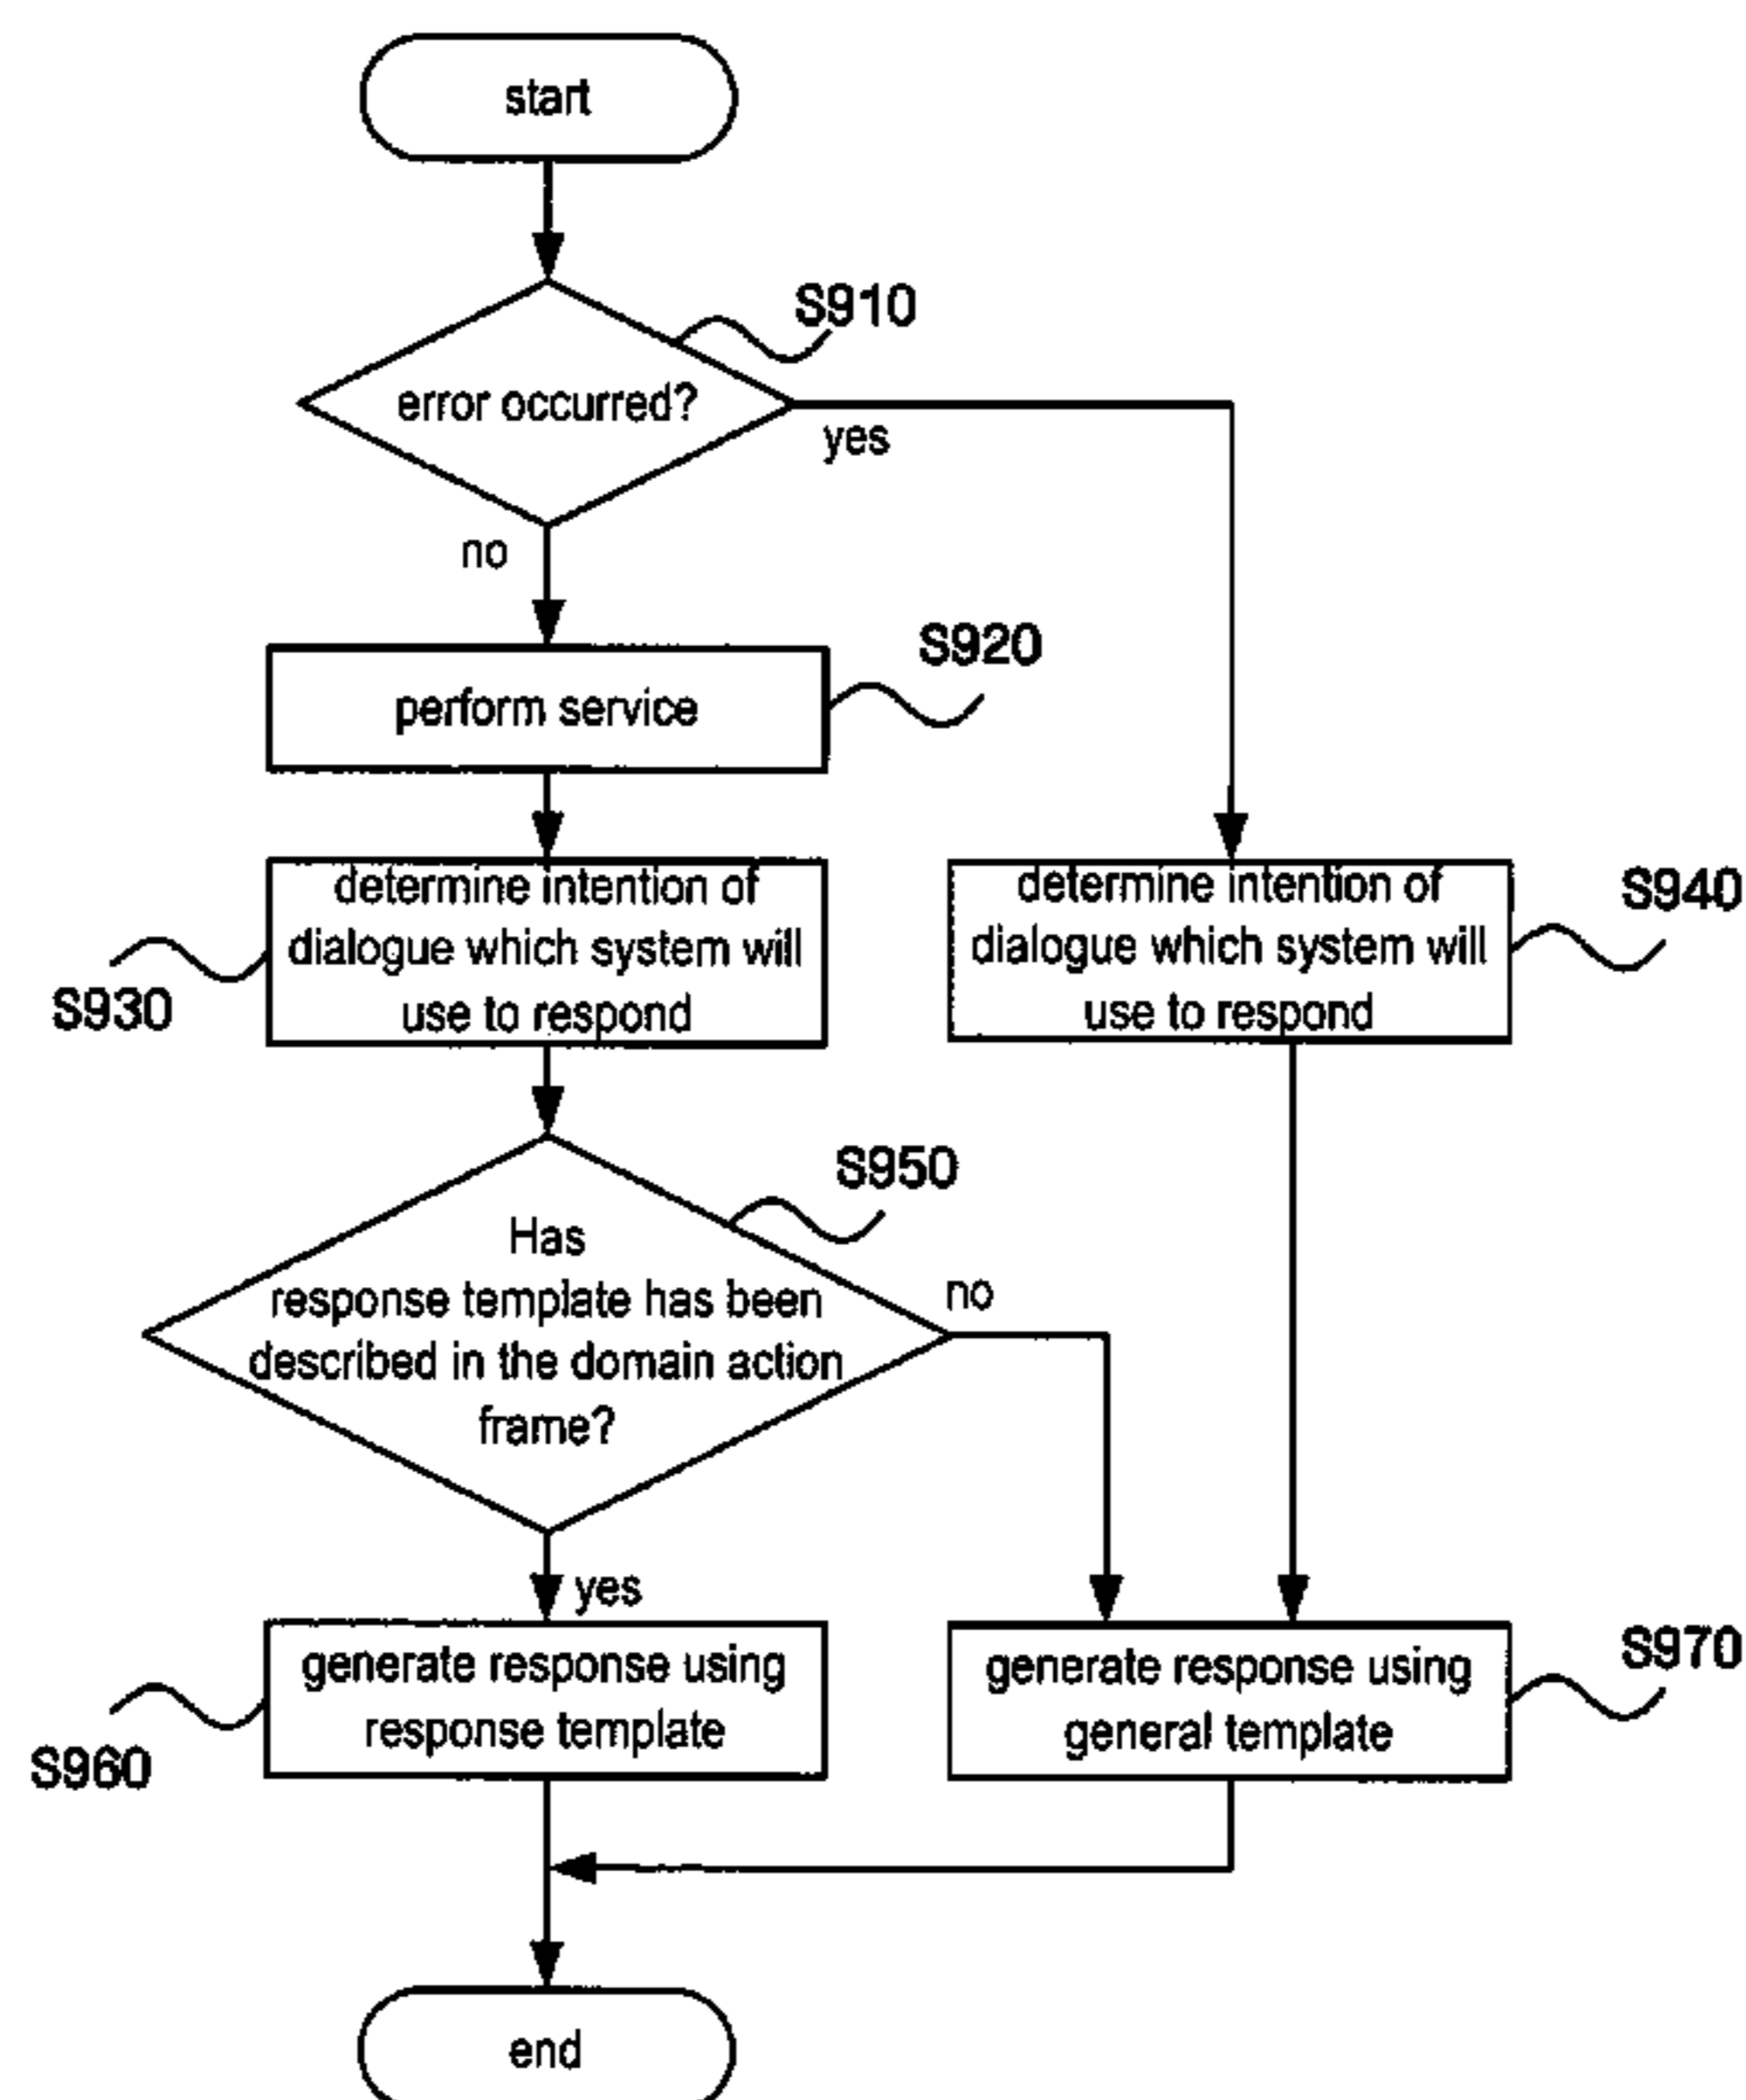 start
S910
error occurred?
yes
no
S920
perform service
determine intention of
dialogue which system will
use to respond
S930
determine intention of
dialogue which system will
use to respond
S940
S950
Has
response template has been
described in the domain action
frame?
no
yes
generate response using
response template
S960
generate response using
general template
S970
end